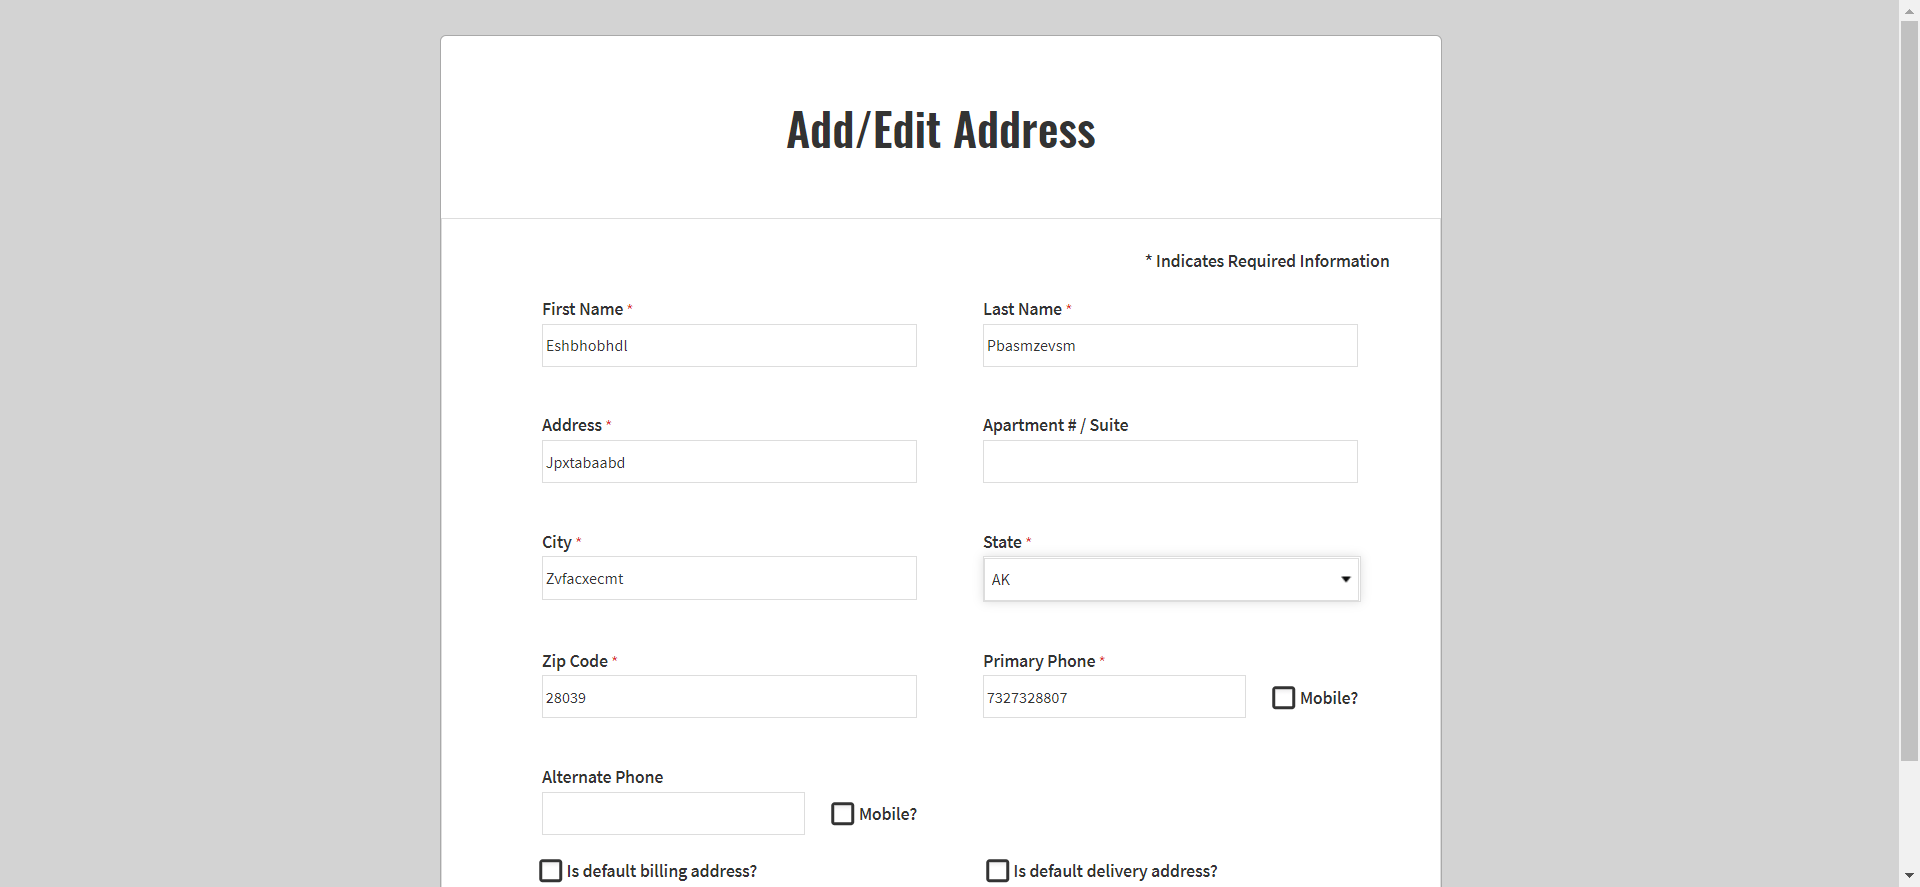 Add/Edit Address
* Indicates Required Information
First Name *
Last Name *
Eshbhobhdl
Pbasmzevsm
Address *
Apartment # / Suite
Jpxtabaabd
City *
State *
Zvfacxecmt
AK
Zip Code *
Primary Phone *
28039
7327328807
Mobile?
Alternate Phone
Mobile?
Is default billing address?
Is default delivery address?